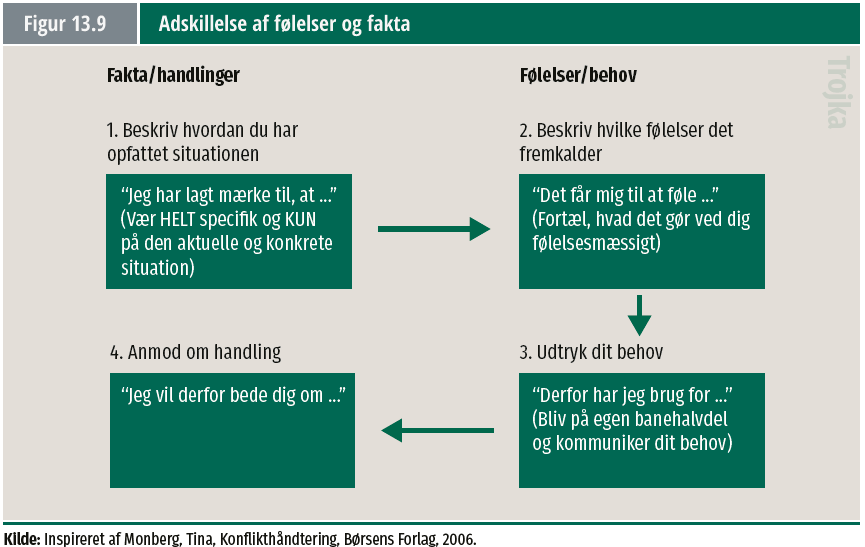 Figur 13.9
Adskillelse af følelser og fakta
Trojka
Fakta/handlinger
Følelser/behov
1. Beskriv hvordan du har
opfattet situationen
2. Beskriv hvilke følelser det
fremkalder
“Jeg har lagt mærke til, at ...”
(Vær HELT specifik og KUN
på den aktuelle og konkrete
situation)
“Det får mig til at føle ...”
(Fortæl, hvad det gør ved dig
følelsesmæssigt)
3. Udtryk dit behov
“Derfor har jeg brug for ...”
(Bliv på egen banehalvdel
og kommuniker dit behov)
4. Anmod om handling
“Jeg vil derfor bede dig om ...”
Kilde: Inspireret af Monberg, Tina, Konflikthåndtering, Børsens Forlag, 2006.